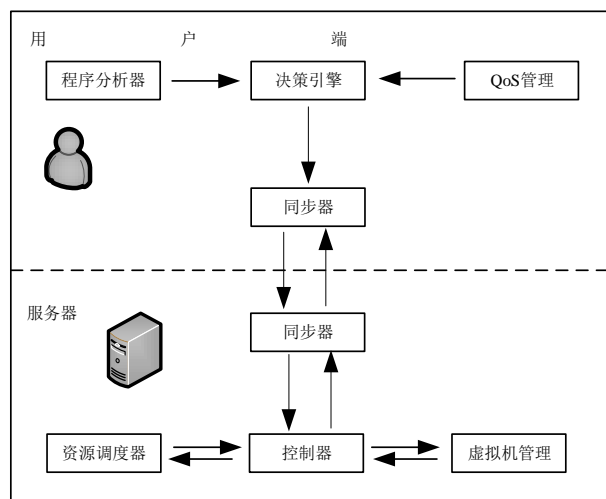 用 户 端
程序分析器 决策引擎 QoS管理
同步器
服务器
同步器
资源调度器 控制器 虚拟机管理